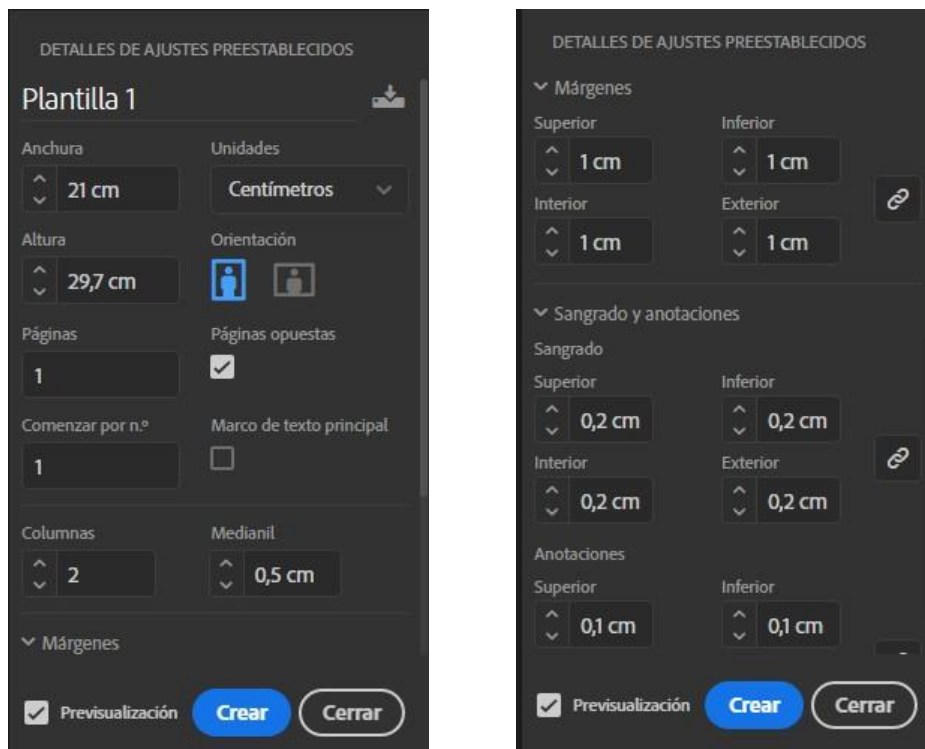 DETALLES DE AJUSTES PREESTABLECIDOS
Plantilla 1
Anchura Unidades
21 cm Centímetros
Altura Orientación
29,7 cm
Páginas Páginas opuestas
1
Comenzar por n.º Marco de texto principal
1
Columnas Medianil
2 0,5 cm
Márgenes
Previsualización Crear Cerrar
DETALLES DE AJUSTES PREESTABLECIDOS
Márgenes
Superior Inferior
1 cm 1 cm
Interior Exterior
1 cm 1 cm
Sangrado y anotaciones
Sangrado
Superior Inferior
0,2 cm 0,2 cm
Interior Exterior
0,2 cm 0,2 cm
Anotaciones
Superior Inferior
0,1 cm 0,1 cm
Previsualización Crear Cerrar